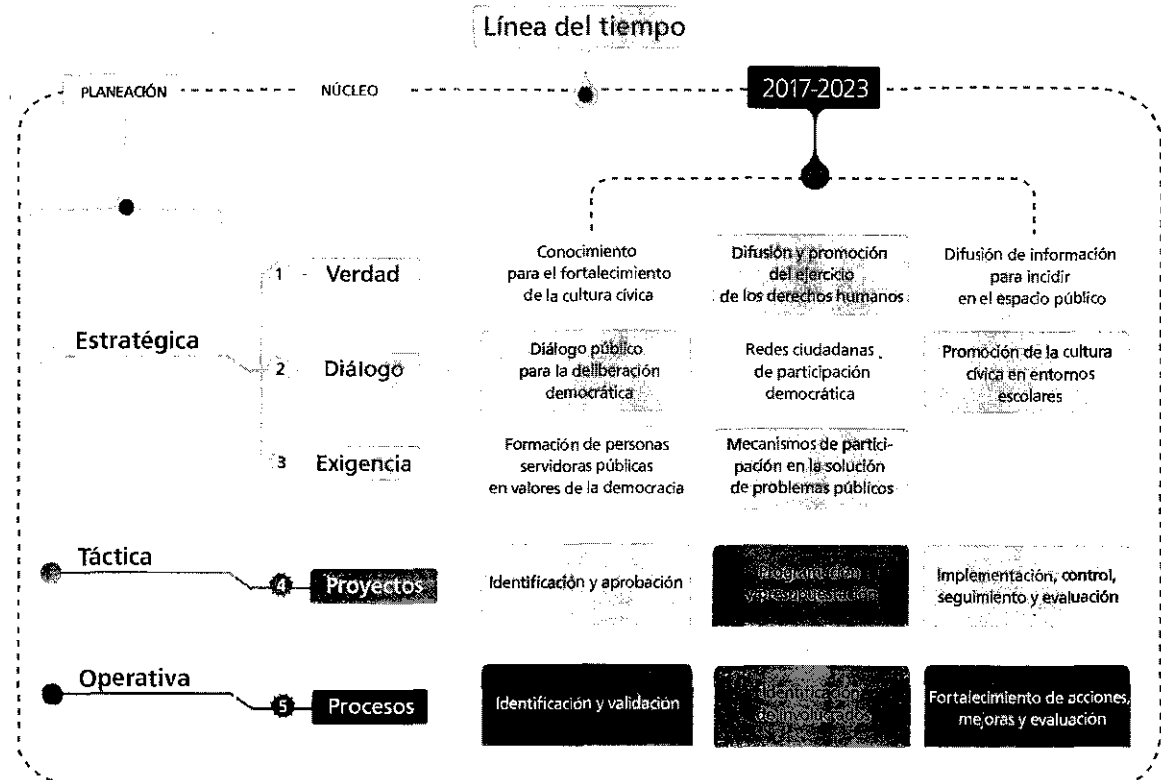 Línea del tiempo
PLANEACIÓN
NÚCLEO
2017-2023
Estratégica
1
Verdad
Conocimiento
para el fortalecimiento
de la cultura cívica
Difusión y promoción
del ejercicio
de los derechos humanos
Difusión de información
para incidir
en el espacio público
2
Diálogo
Diálogo público
para la deliberación
democrática
Redes ciudadanas
de participación
democrática
Promoción de la cultura
cívica en entornos
escolares
3
Exigencia
Formación de personas
servidoras públicas
en valores de la democracia
Mecanismos de partici-
pación en la solución
de problemas públicos
Táctica
4
Proyectos
Identificación y aprobación
Programación
y presupuestación
Implementación, control,
seguimiento y evaluación
Operativa
5
Procesos
Identificación y validación
Identificación
de involucrados
Fortalecimiento de acciones,
mejoras y evaluación